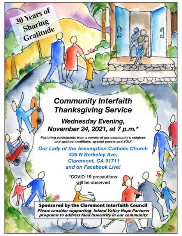 30 Years of
Sharing
Gratitude
Community Interfaith
Thanksgiving Service
Wednesday Evening,
November 24, 2021, at 7 p.m.*
Featuring participants from a variety of our community's religious
and spiritual traditions, special guests and YOU!
Our Lady of the Assumption Catholic Church
435 N Berkeley Ave,
Claremont, CA 91711
and on Facebook Live!
*COVID-19 precautions
will be observed
Sponsored by the Claremont Interfaith Council
Please consider supporting Inland Valley Hope Partners
programs to address food insecurity in our community